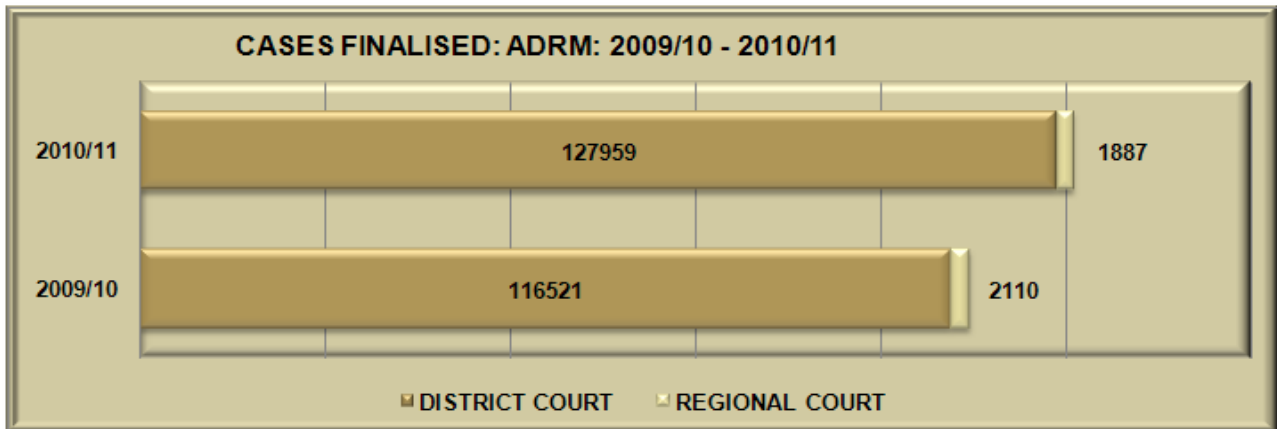 CASES FINALISED: ADRM: 2009/10 - 2010/11
2010/11 127959 1887
2009/10 116521 2110
DISTRICT COURT REGIONAL COURT